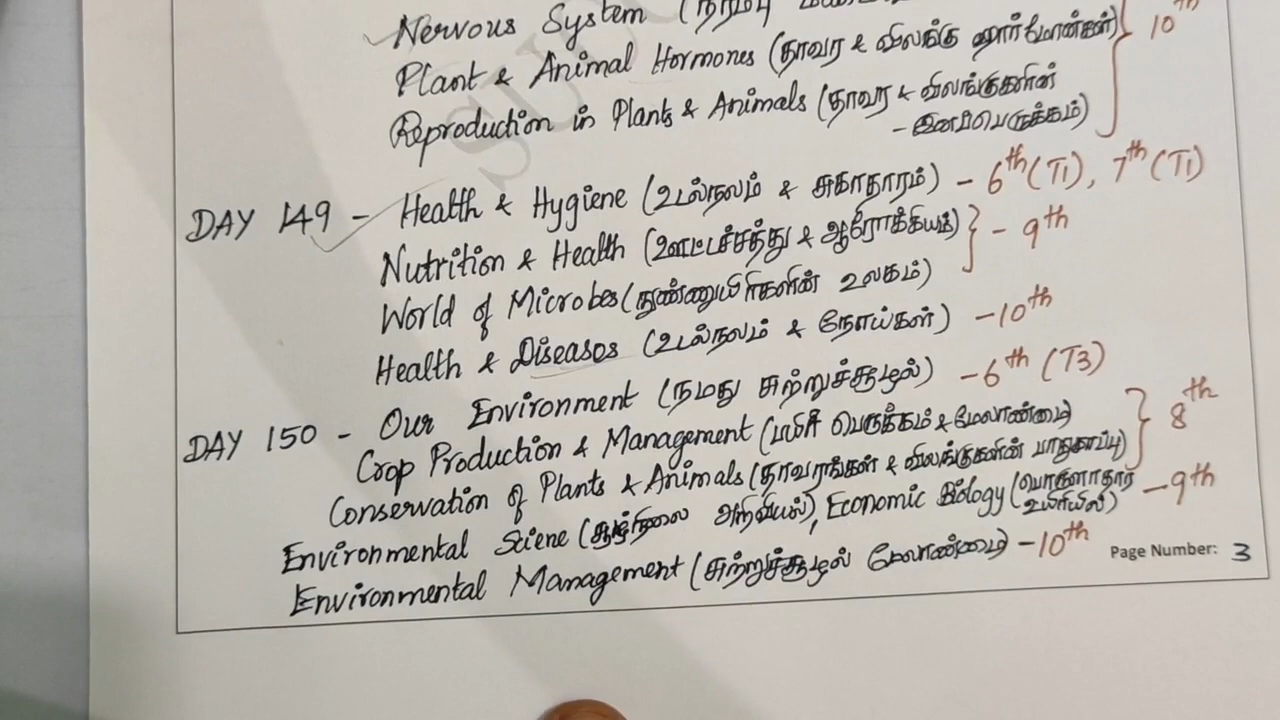 Nervous System (நரம்பு
Plant & Animal Hormones (தாவர & விலங்கு ஹார்மோன்கள்) 10th
Reproduction in Plants & Animals (தாவர & விலங்குகளின்
- இனப்பெருக்கம்)
DAY 149 - Health & Hygiene (உடல்நலம் & சுகாதாரம்) - 6th (T1), 7th (T1)
Nutrition & Health (ஊட்டச்சத்து & ஆரோக்கியம்) - 9th
World of Microbes (நுண்ணுயிரிகளின் உலகம்)
Health & Diseases (உடல்நலம் & நோய்கள்) - 10th
DAY 150 - Our Environment (நமது சுற்றுச்சூழல்) - 6th (T3)
Crop Production & Management (பயிர் பெருக்கம் & மேலாண்மை) 8th
Conservation of Plants & Animals (தாவரங்கள் & விலங்குகளின் பாதுகாப்பு)
Environmental Sciene (சூழ்நிலை அறிவியல்), Economic Biology (பொருளாதார உயிரியில்) - 9th
Environmental Management (சுற்றுச்சூழல் மேலாண்மை) - 10th
Page Number: 3